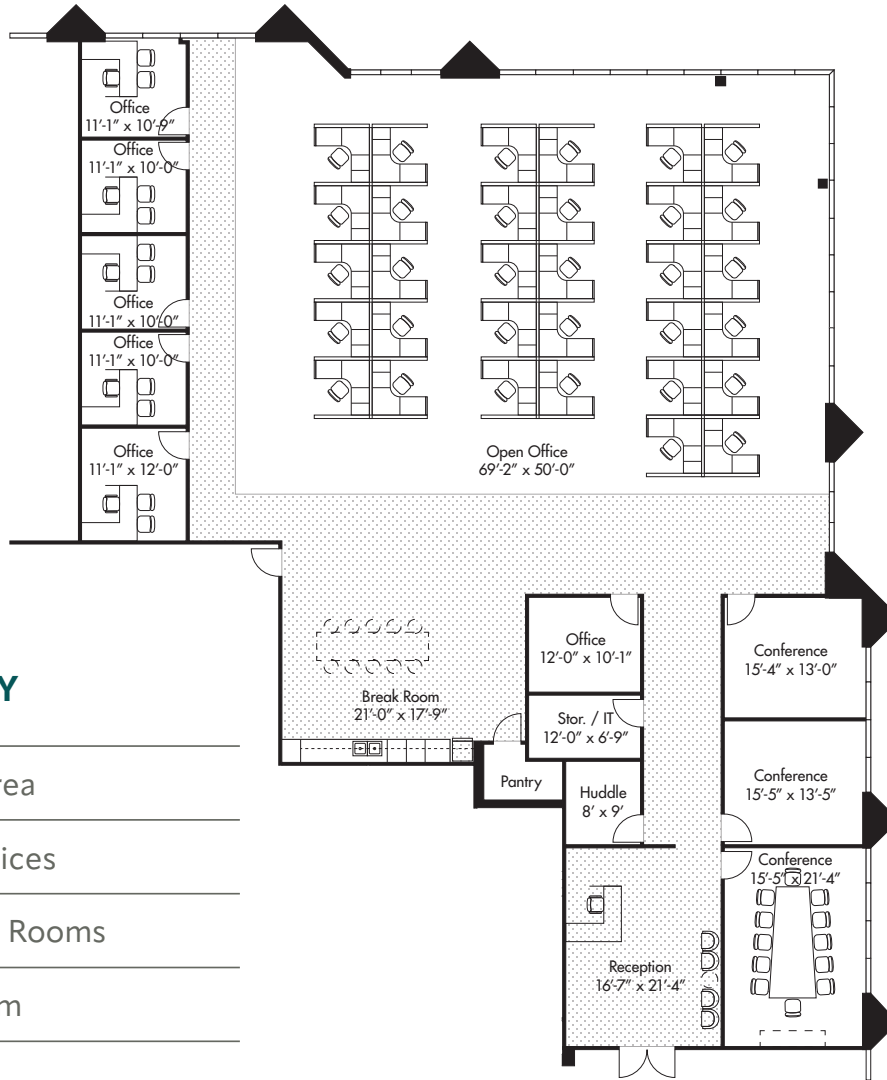 Office
11'-1" x 10'-9"
Office
11'-1" x 10'-0"
Office
11'-1" x 10'-0"
Office
11'-1" x 10'-0"
Office
11'-1" x 12'-0"
Open Office
69'-2" x 50'-0"
Office
12'-0" x 10'-1"
Conference
15'-4" x 13'-0"
Break Room
21'-0" x 17'-9"
Stor. / IT
12'-0" x 6'-9"
Pantry
Huddle
8' x 9'
Conference
15'-5" x 13'-5"
Conference
15'-5" x 21'-4"
Reception
16'-7" x 21'-4"
Y
rea
ices
Rooms
m